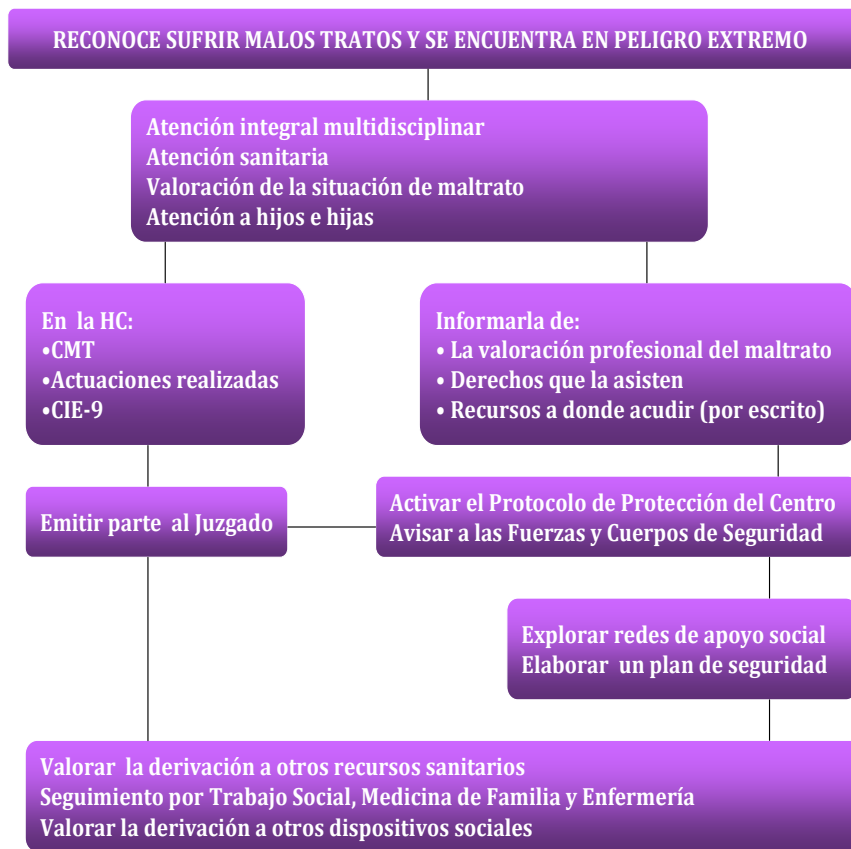 RECONOCE SUFRIR MALOS TRATOS Y SE ENCUENTRA EN PELIGRO EXTREMO
Atención integral multidisciplinar
Atención sanitaria
Valoración de la situación de maltrato
Atención a hijos e hijas
En la HC:
•CMT
•Actuaciones realizadas
•CIE-9
Informarla de:
• La valoración profesional del maltrato
• Derechos que la asisten
• Recursos a donde acudir (por escrito)
Emitir parte al Juzgado
Activar el Protocolo de Protección del Centro
Avisar a las Fuerzas y Cuerpos de Seguridad
Explorar redes de apoyo social
Elaborar un plan de seguridad
Valorar la derivación a otros recursos sanitarios
Seguimiento por Trabajo Social, Medicina de Familia y Enfermería
Valorar la derivación a otros dispositivos sociales